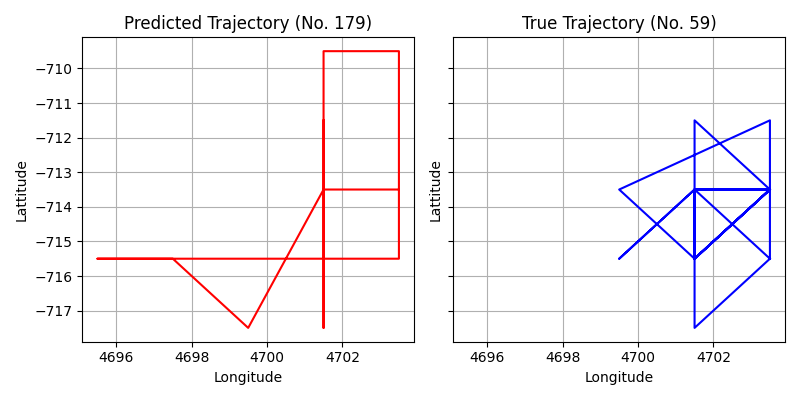 Predicted Trajectory (No. 179)
True Trajectory (No. 59)
Lattitude
−710
−711
−712
−713
−714
−715
−716
−717
4696
4698
4700
4702
Longitude
Lattitude
4696
4698
4700
4702
Longitude